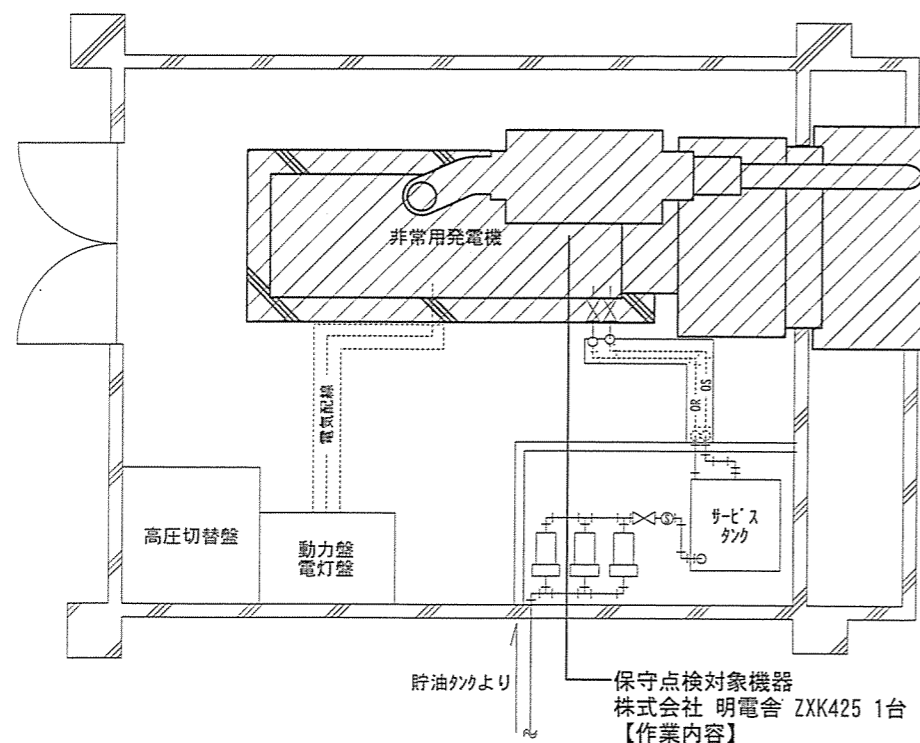 非常用発電機
電気配線
OR
OS
高圧切替盤
動力盤
電灯盤
S
ｻｰﾋﾞｽ
ﾀﾝｸ
貯油ﾀﾝｸより
保守点検対象機器
株式会社 明電舎 ZXK425 1台
【作業内容】